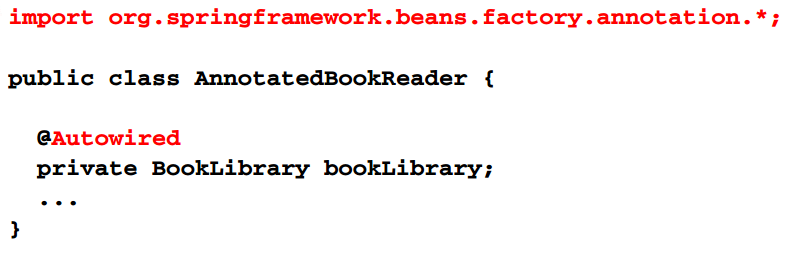 import org.springframework.beans.factory.annotation.*;
public class AnnotatedBookReader {
@Autowired
private BookLibrary bookLibrary;
...
}